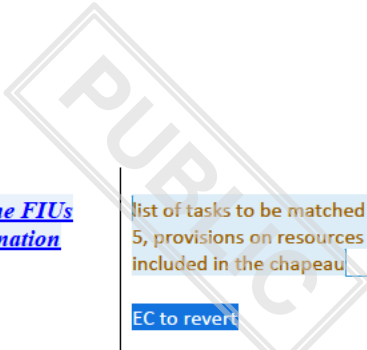 PUBLIC
ne FIUs
nation
list of tasks to be matched
5, provisions on resources
included in the chapeau
EC to revert